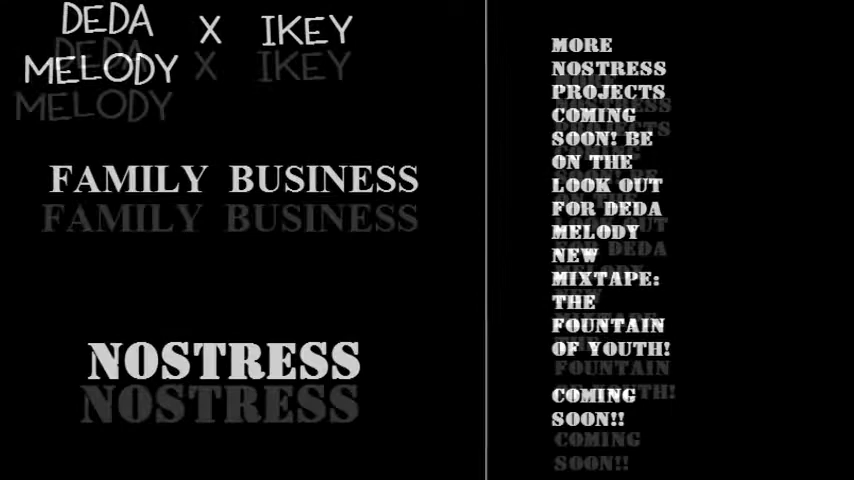 DEDA X IKEY
MELODY
FAMILY BUSINESS
NOSTRESS
MORE
NOSTRESS
PROJECTS
COMING
SOON! BE
ON THE
LOOK OUT
FOR DEDA
MELODY
NEW
MIXTAPE:
THE
FOUNTAIN
OF YOUTH!
COMING
SOON!!